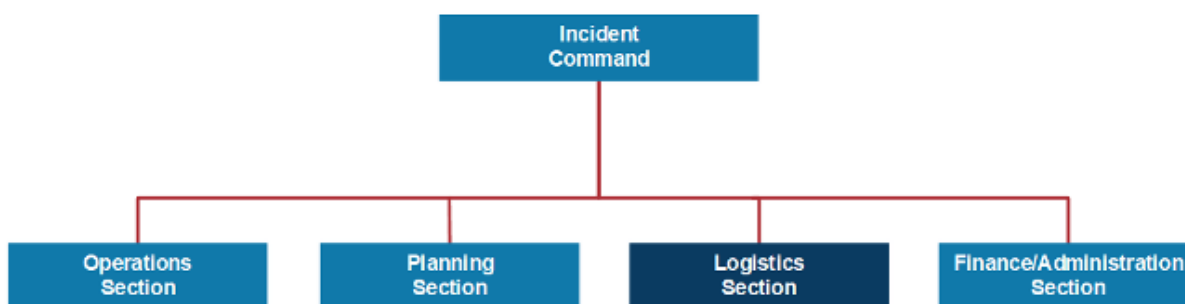 Incident
Command
Operations
Section
Planning
Section
Logistics
Section
Finance/Administration
Section